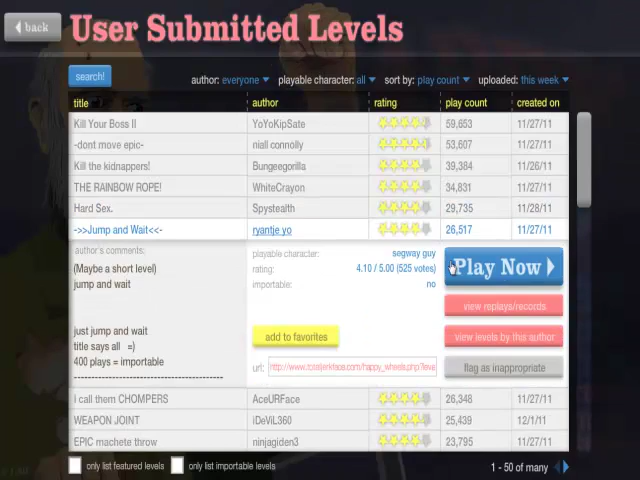 back
User Submitted Levels
search!
author: everyone playable character: all sort by: play count uploaded: this week
title author rating play count created on
Kill Your Boss II YoYoKipSate 59,653 11/27/11
-dont move epic- niall connolly 53,607 11/27/11
Kill the kidnappers! Bungeegorilla 39,384 11/26/11
THE RAINBOW ROPE! WhiteCrayon 34,831 11/27/11
Hard Sex. Spystealth 29,735 11/28/11
->>Jump and Wait<<- ryantje yo 26,517 11/27/11
author's comments:
(Maybe a short level)
jump and wait
just jump and wait
title says all =)
400 plays = importable
------------------------------------------
playable character: segway guy
rating: 4.10 / 5.00 (525 votes)
importable: no
add to favorites
url: http://www.totaljerkface.com/happy_wheels.php?leve
Play Now
view replays/records
view levels by this author
flag as inappropriate
I call them CHOMPERS AceURFace 26,348 11/27/11
WEAPON JOINT iDeViL360 25,439 12/1/11
EPIC machete throw ninjagiden3 23,795 11/27/11
only list featured levels only list importable levels 1 - 50 of many